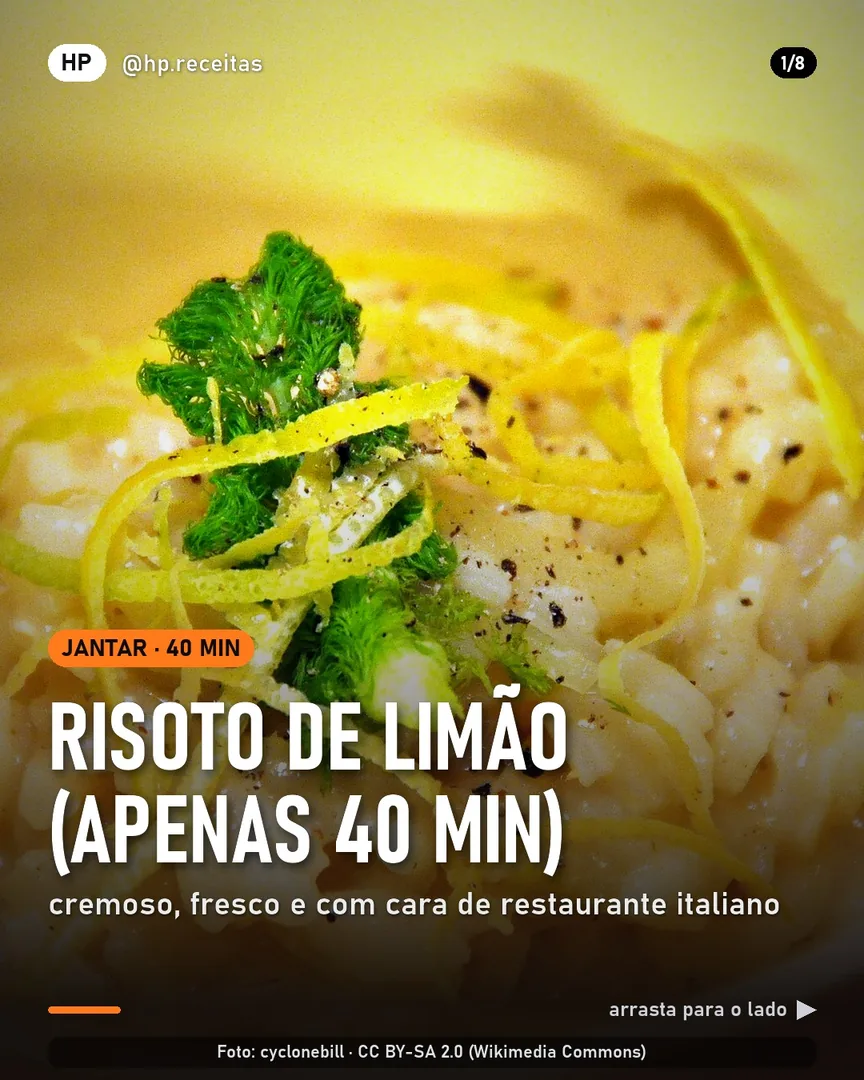 HP @hp.receitas 1/8
JANTAR · 40 MIN
RISOTO DE LIMÃO
(APENAS 40 MIN)
cremoso, fresco e com cara de restaurante italiano
arrasta para o lado ▶
Foto: cyclonebill · CC BY-SA 2.0 (Wikimedia Commons)